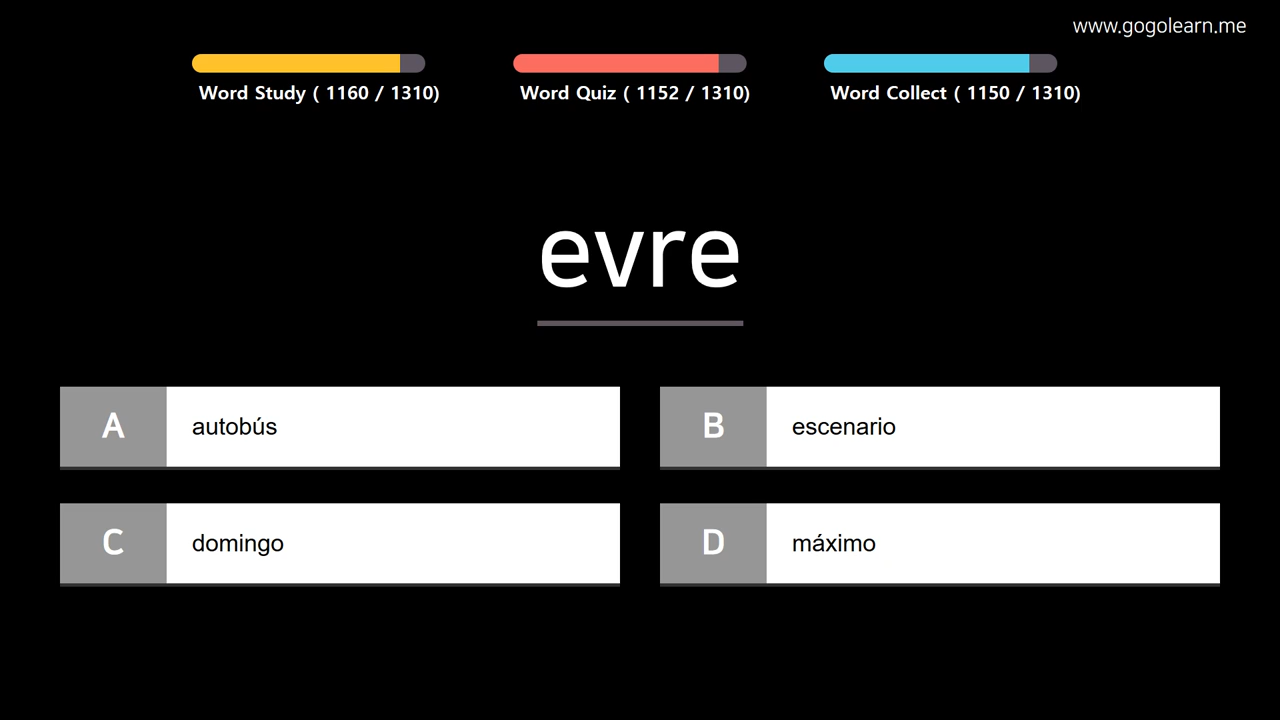 www.gogolearn.me
Word Study ( 1160 / 1310)
Word Quiz ( 1152 / 1310)
Word Collect ( 1150 / 1310)
evre
A autobús
B escenario
C domingo
D máximo